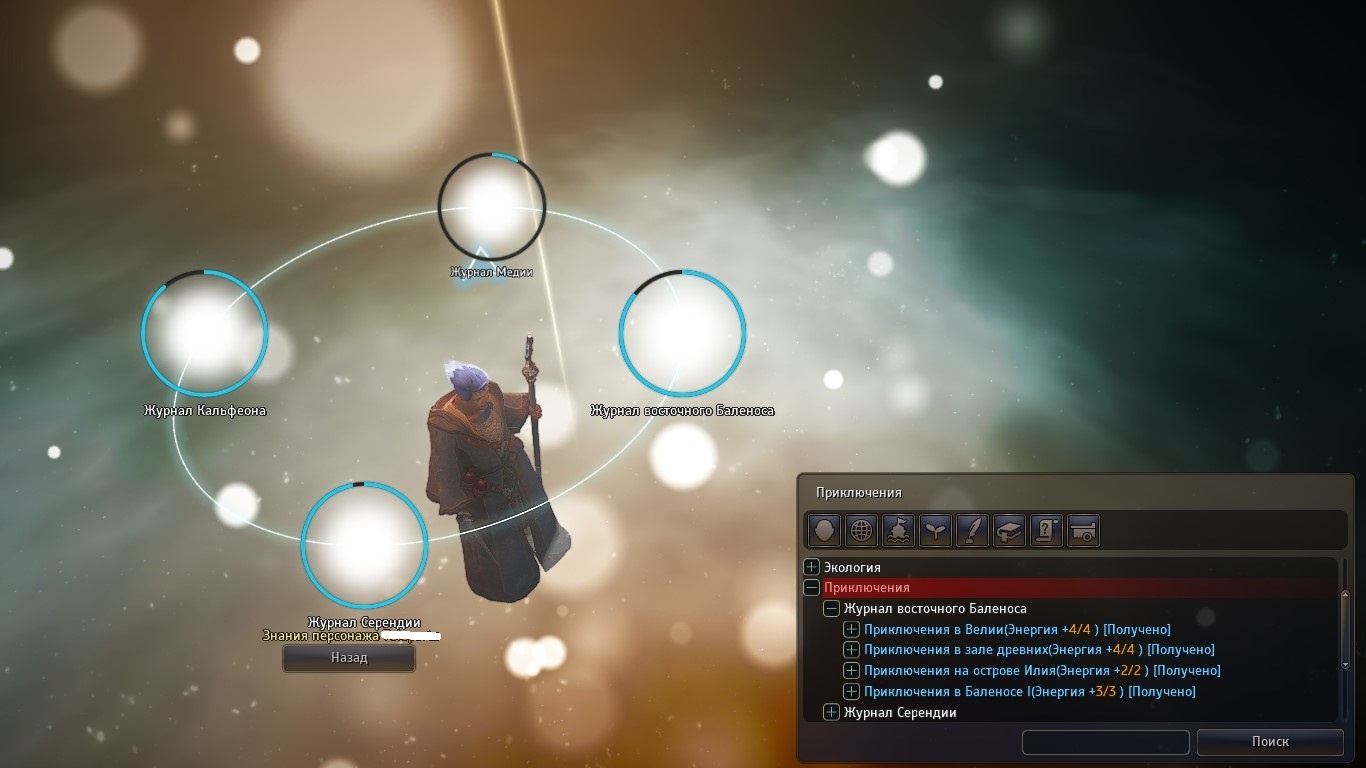 Журнал Медии
Журнал Кальфеона
Журнал восточного Баленоса
Журнал Серендии
Знания персонажа
Назад
Приключения
Экология
Приключения
Журнал восточного Баленоса
Приключения в Велии(Энергия +4/4 ) [Получено]
Приключения в зале древних(Энергия +4/4 ) [Получено]
Приключения на острове Илия(Энергия +2/2 ) [Получено]
Приключения в Баленосе I(Энергия +3/3 ) [Получено]
Журнал Серендии
Поиск